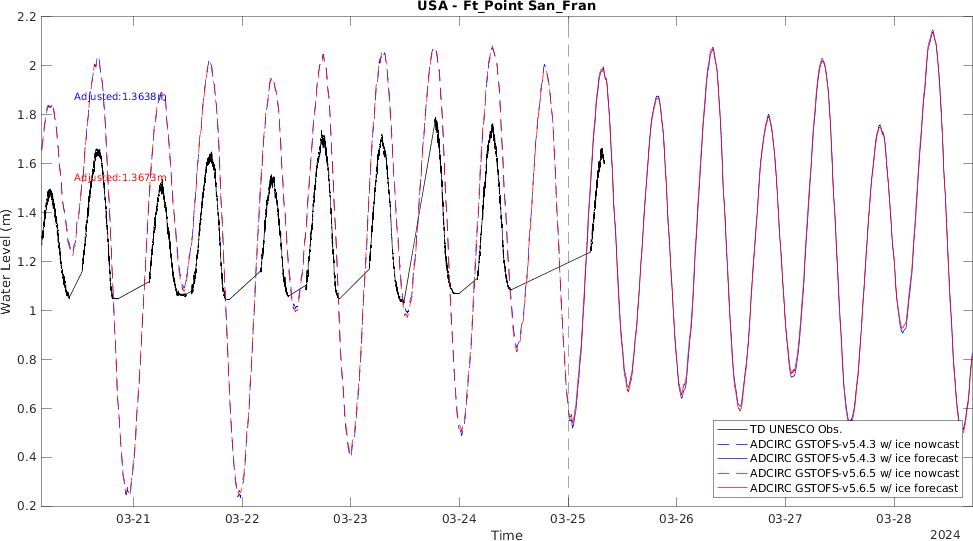 USA - Ft_Point San_Fran
2.2
2
1.8
1.6
1.4
1.2
1
0.8
0.6
0.4
0.2
Water Level (m)
Adjusted:1.3638m
Adjusted:1.3673m
TD UNESCO Obs.
ADCIRC GSTOFS-v5.4.3 w/ ice nowcast
ADCIRC GSTOFS-v5.4.3 w/ ice forecast
ADCIRC GSTOFS-v5.6.5 w/ ice nowcast
ADCIRC GSTOFS-v5.6.5 w/ ice forecast
03-21 03-22 03-23 03-24 03-25 03-26 03-27 03-28
Time
2024